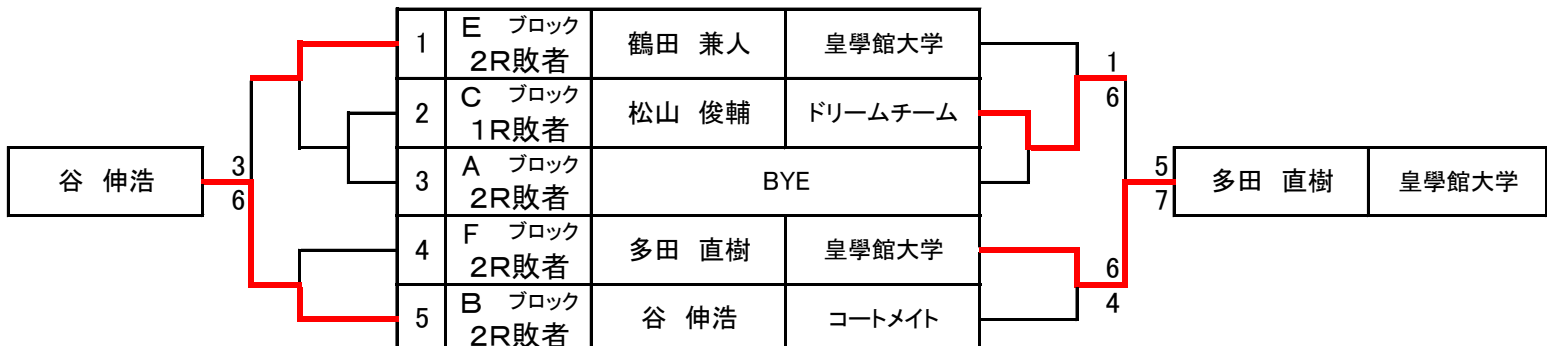 1 E ブロック 2R敗者 鶴田 兼人 皇學館大学
1
6
2 C ブロック 1R敗者 松山 俊輔 ドリームチーム
谷 伸浩
3
6
3 A ブロック 2R敗者 BYE
5
7
多田 直樹 皇學館大学
4 F ブロック 2R敗者 多田 直樹 皇學館大学
6
4
5 B ブロック 2R敗者 谷 伸浩 コートメイト